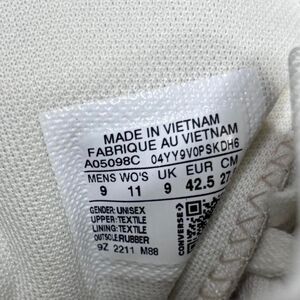 MADE IN VIETNAM
FABRIQUE AU VIETNAM
A05098C 04YY9V0PSKDH6
MENS WO'S UK EUR CM
9 11 9 42.5 27
GENDER: UNISEX
UPPER: TEXTILE
LINING: TEXTILE
OUTSOLE: RUBBER
9Z 2211 M88
CONVERSE